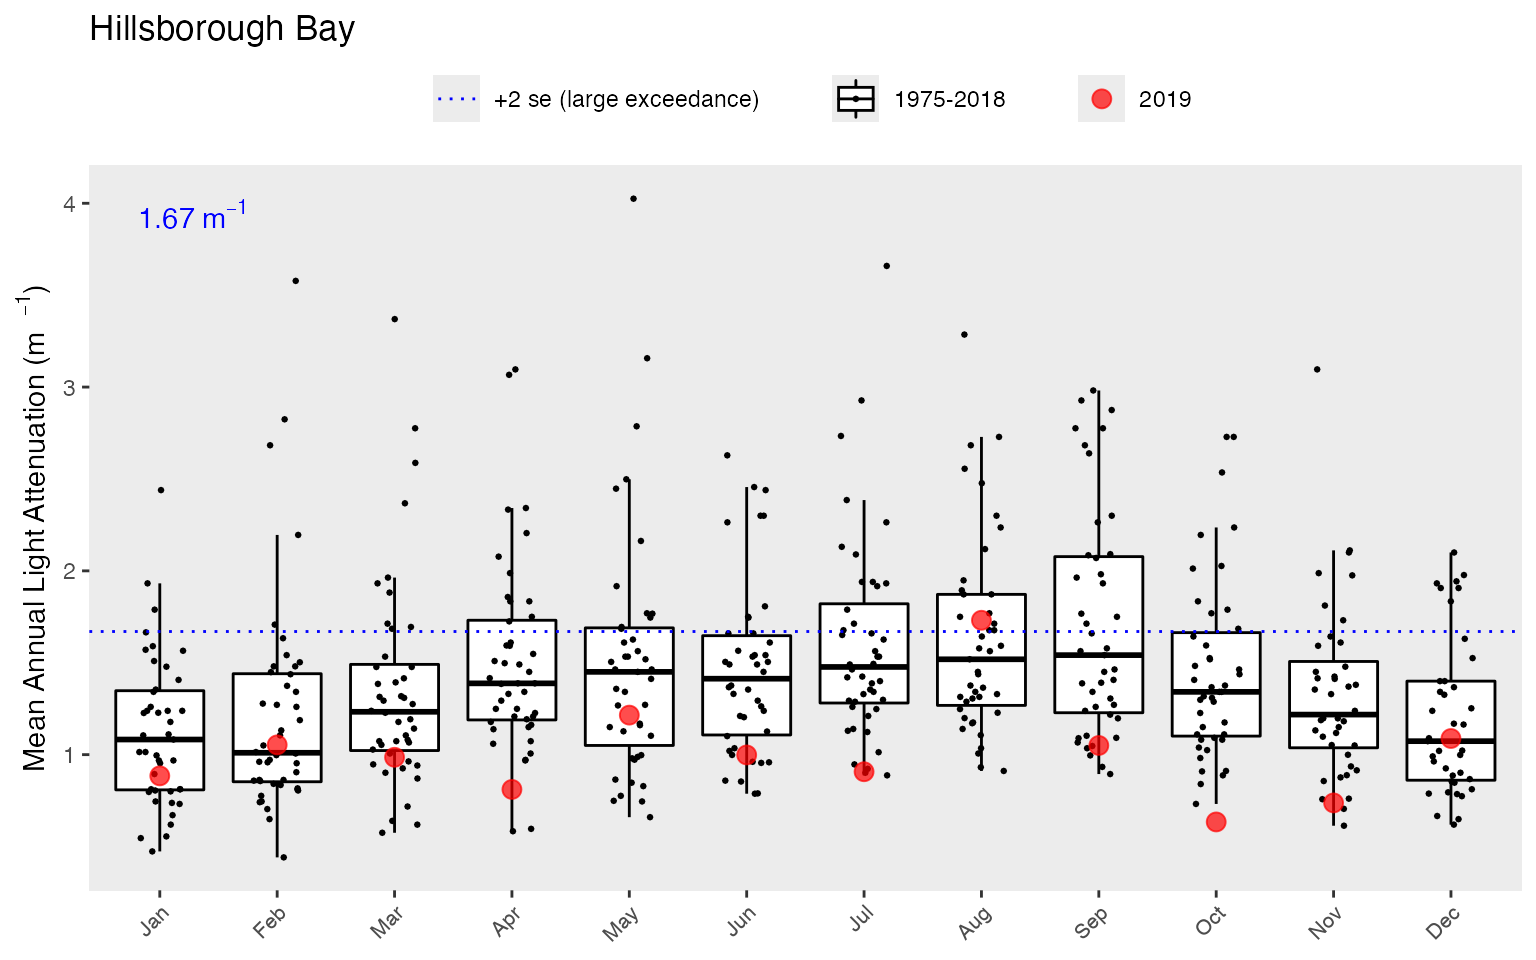 Hillsborough Bay
+2 se (large exceedance)
1975-2018
2019
1.67 m⁻¹
Mean Annual Light Attenuation (m ⁻¹)
4
3
2
1
Jan
Feb
Mar
Apr
May
Jun
Jul
Aug
Sep
Oct
Nov
Dec